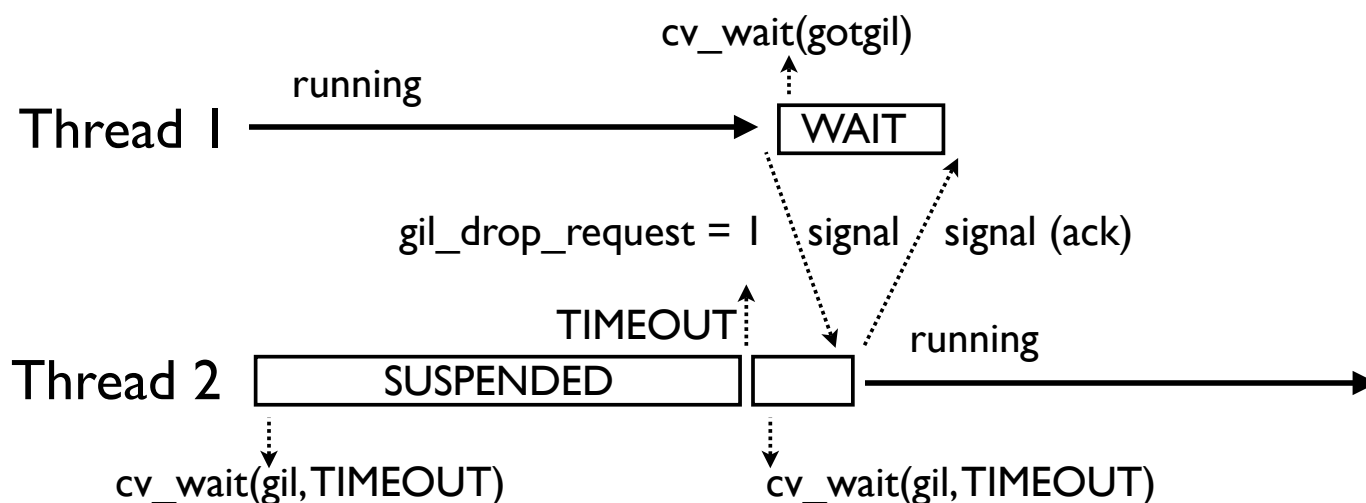 cv_wait(gotgil)
running
Thread 1
WAIT
gil_drop_request = 1
signal
signal (ack)
TIMEOUT
running
Thread 2
SUSPENDED
cv_wait(gil, TIMEOUT)
cv_wait(gil, TIMEOUT)